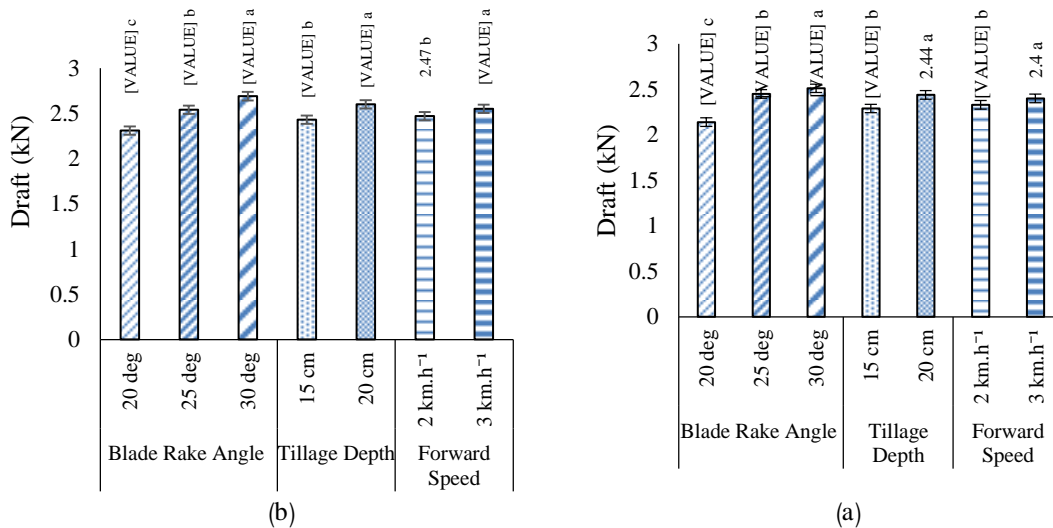 [VALUE] c
[VALUE] b
[VALUE] a
[VALUE] b
[VALUE] a
2.47 b
[VALUE] a
3
2.5
2
1.5
1
0.5
0
Draft (kN)
20 deg
25 deg
30 deg
15 cm
20 cm
2 km.h⁻¹
3 km.h⁻¹
Blade Rake Angle
Tillage Depth
Forward
Speed
(b)
[VALUE] c
[VALUE] b
[VALUE] a
[VALUE] b
2.44 a
[VALUE] b
2.4 a
3
2.5
2
1.5
1
0.5
0
Draft (kN)
20 deg
25 deg
30 deg
15 cm
20 cm
2 km.h⁻¹
3 km.h⁻¹
Blade Rake Angle
Tillage
Depth
Forward
Speed
(a)